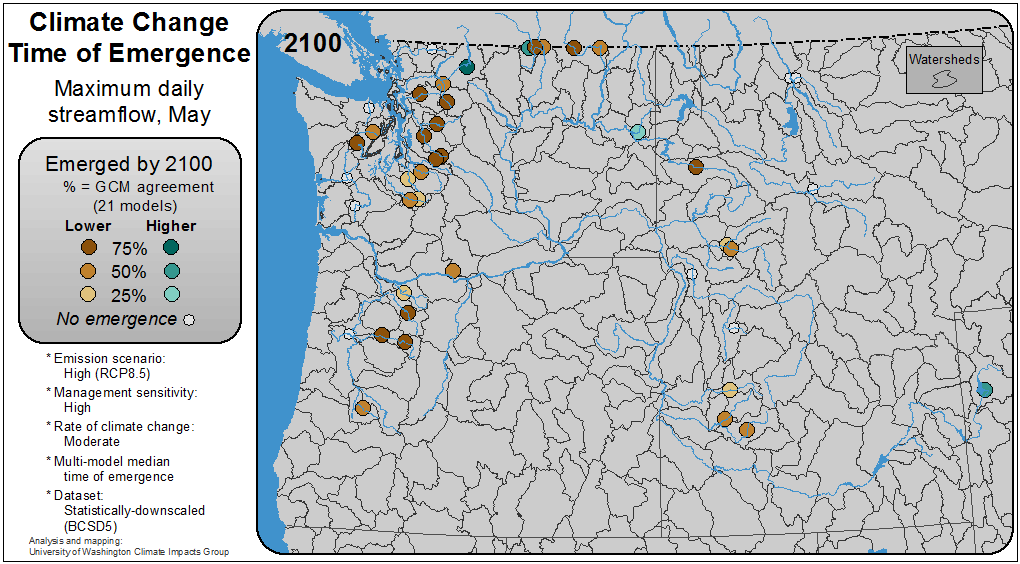 Climate Change
Time of Emergence
Maximum daily
streamflow, May
Emerged by 2100
% = GCM agreement
(21 models)
Lower Higher
75%
50%
25%
No emergence
* Emission scenario:
High (RCP8.5)
* Management sensitivity:
High
* Rate of climate change:
Moderate
* Multi-model median
time of emergence
* Dataset:
Statistically-downscaled
(BCSD5)
Analysis and mapping:
University of Washington Climate Impacts Group
2100
Watersheds